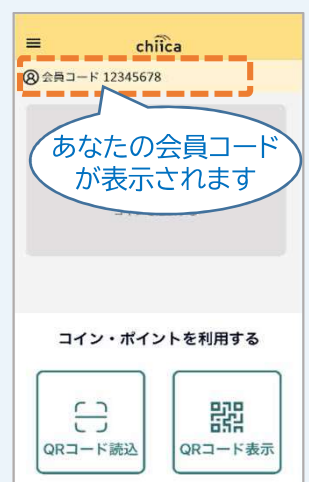 chiica
会員コード 12345678
あなたの会員コード
が表示されます
コイン・ポイントを利用する
QRコード読込
QRコード表示